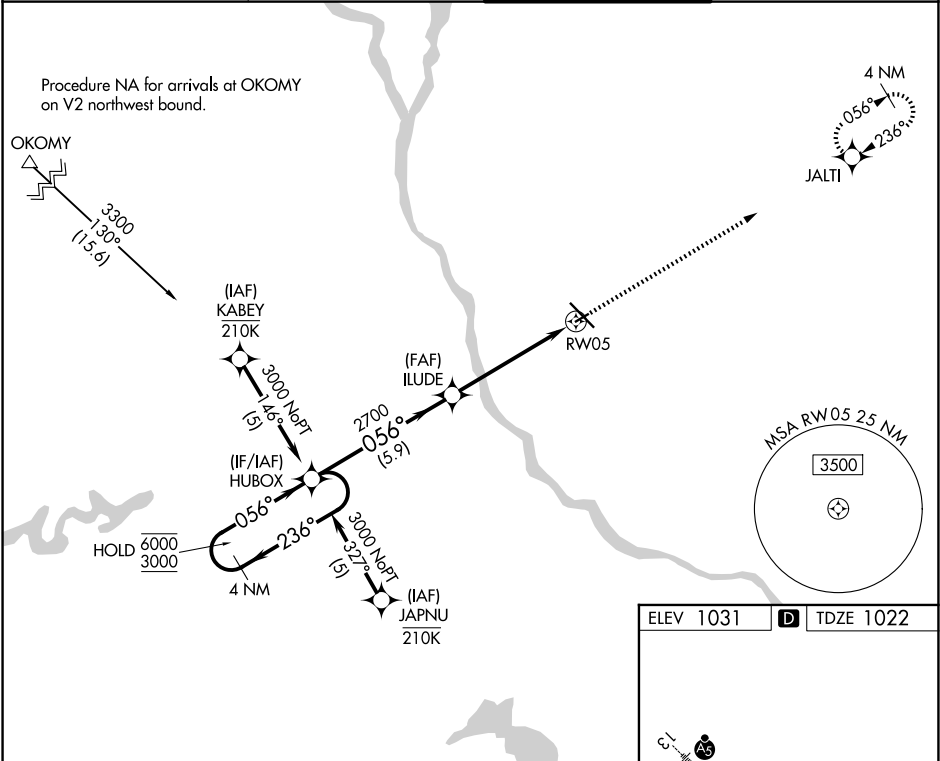 Procedure NA for arrivals at OKOMY
on V2 northwest bound.
4 NM
056°
236°
JALTI
OKOMY
3300
130°
(15.6)
(IAF)
KABEY
210K
3000 NoPT
146°
(5)
RW05
(FAF)
ILUDE
2700
056°
(5.9)
(IF/IAF)
HUBOX
056°
236°
HOLD 6000
3000
4 NM
3000 NoPT
327°
(5)
(IAF)
JAPNU
210K
MSA RW05 25 NM
3500
ELEV 1031 D TDZE 1022
13
A5